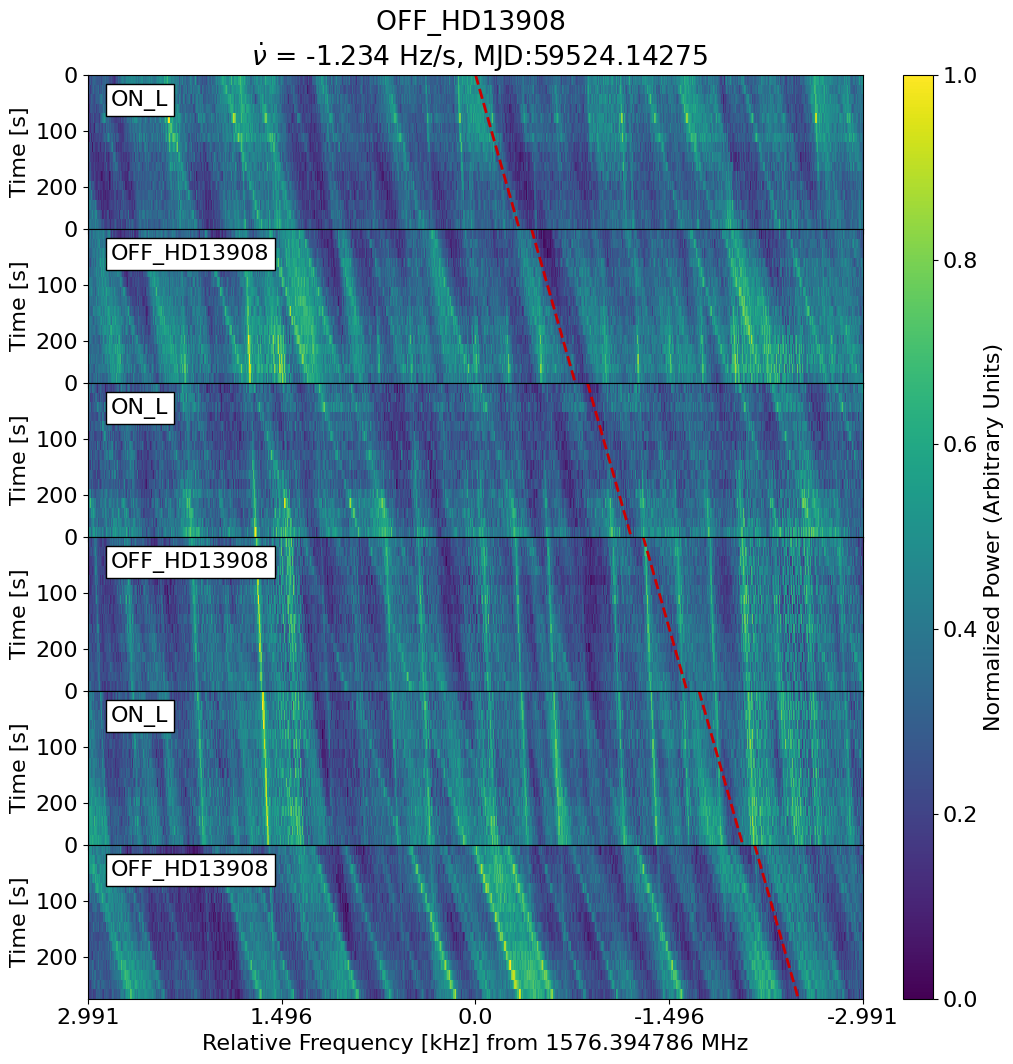 OFF_HD13908
ν̇ = -1.234 Hz/s, MJD:59524.14275
ON_L
OFF_HD13908
ON_L
OFF_HD13908
ON_L
OFF_HD13908
Time [s]
0
100
200
Time [s]
0
100
200
Time [s]
0
100
200
Time [s]
0
100
200
Time [s]
0
100
200
Time [s]
0
100
200
2.991 1.496 0.0 -1.496 -2.991
Relative Frequency [kHz] from 1576.394786 MHz
1.0
0.8
0.6
0.4
0.2
0.0
Normalized Power (Arbitrary Units)